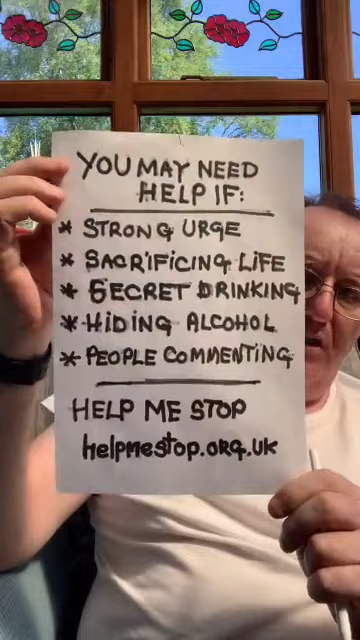 YOU MAY NEED
HELP IF:
* STRONG URGE
* SACRIFICING LIFE
* SECRET DRINKING
* HIDING ALCOHOL
* PEOPLE COMMENTING
HELP ME STOP
helpmestop.org.uk